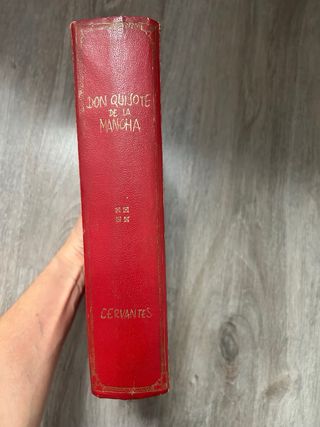 DON QUIJOTE
DE LA
MANCHA
CERVANTES